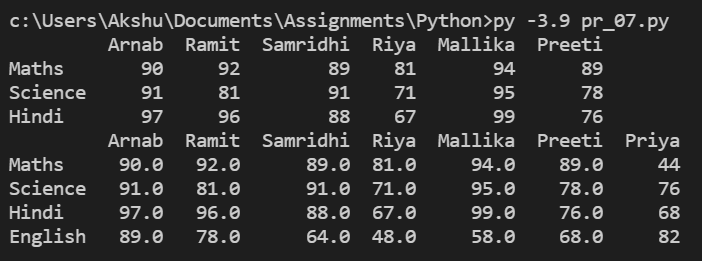 c:\Users\Akshu\Documents\Assignments\Python>py -3.9 pr_07.py
         Arnab  Ramit  Samridhi  Riya  Mallika  Preeti
Maths       90     92        89    81       94      89
Science     91     81        91    71       95      78
Hindi       97     96        88    67       99      76
         Arnab  Ramit  Samridhi  Riya  Mallika  Preeti  Priya
Maths     90.0   92.0      89.0  81.0     94.0    89.0     44
Science   91.0   81.0      91.0  71.0     95.0    78.0     76
Hindi     97.0   96.0      88.0  67.0     99.0    76.0     68
English   89.0   78.0      64.0  48.0     58.0    68.0     82